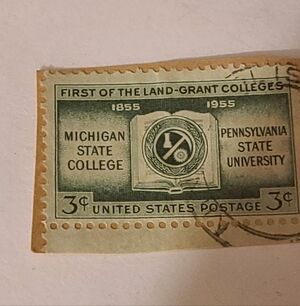 FIRST OF THE LAND-GRANT COLLEGES
1855 1955
MICHIGAN STATE COLLEGE
PENNSYLVANIA STATE UNIVERSITY
3¢ UNITED STATES POSTAGE 3¢